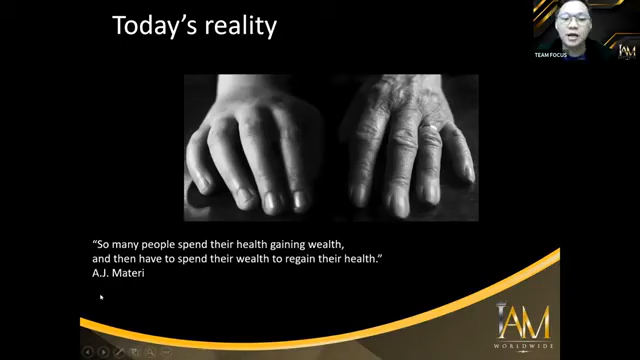 Today's reality
TEAM FOCUS
IAM
"So many people spend their health gaining wealth,
and then have to spend their wealth to regain their health."
A.J. Materi
IAM
WORLDWIDE